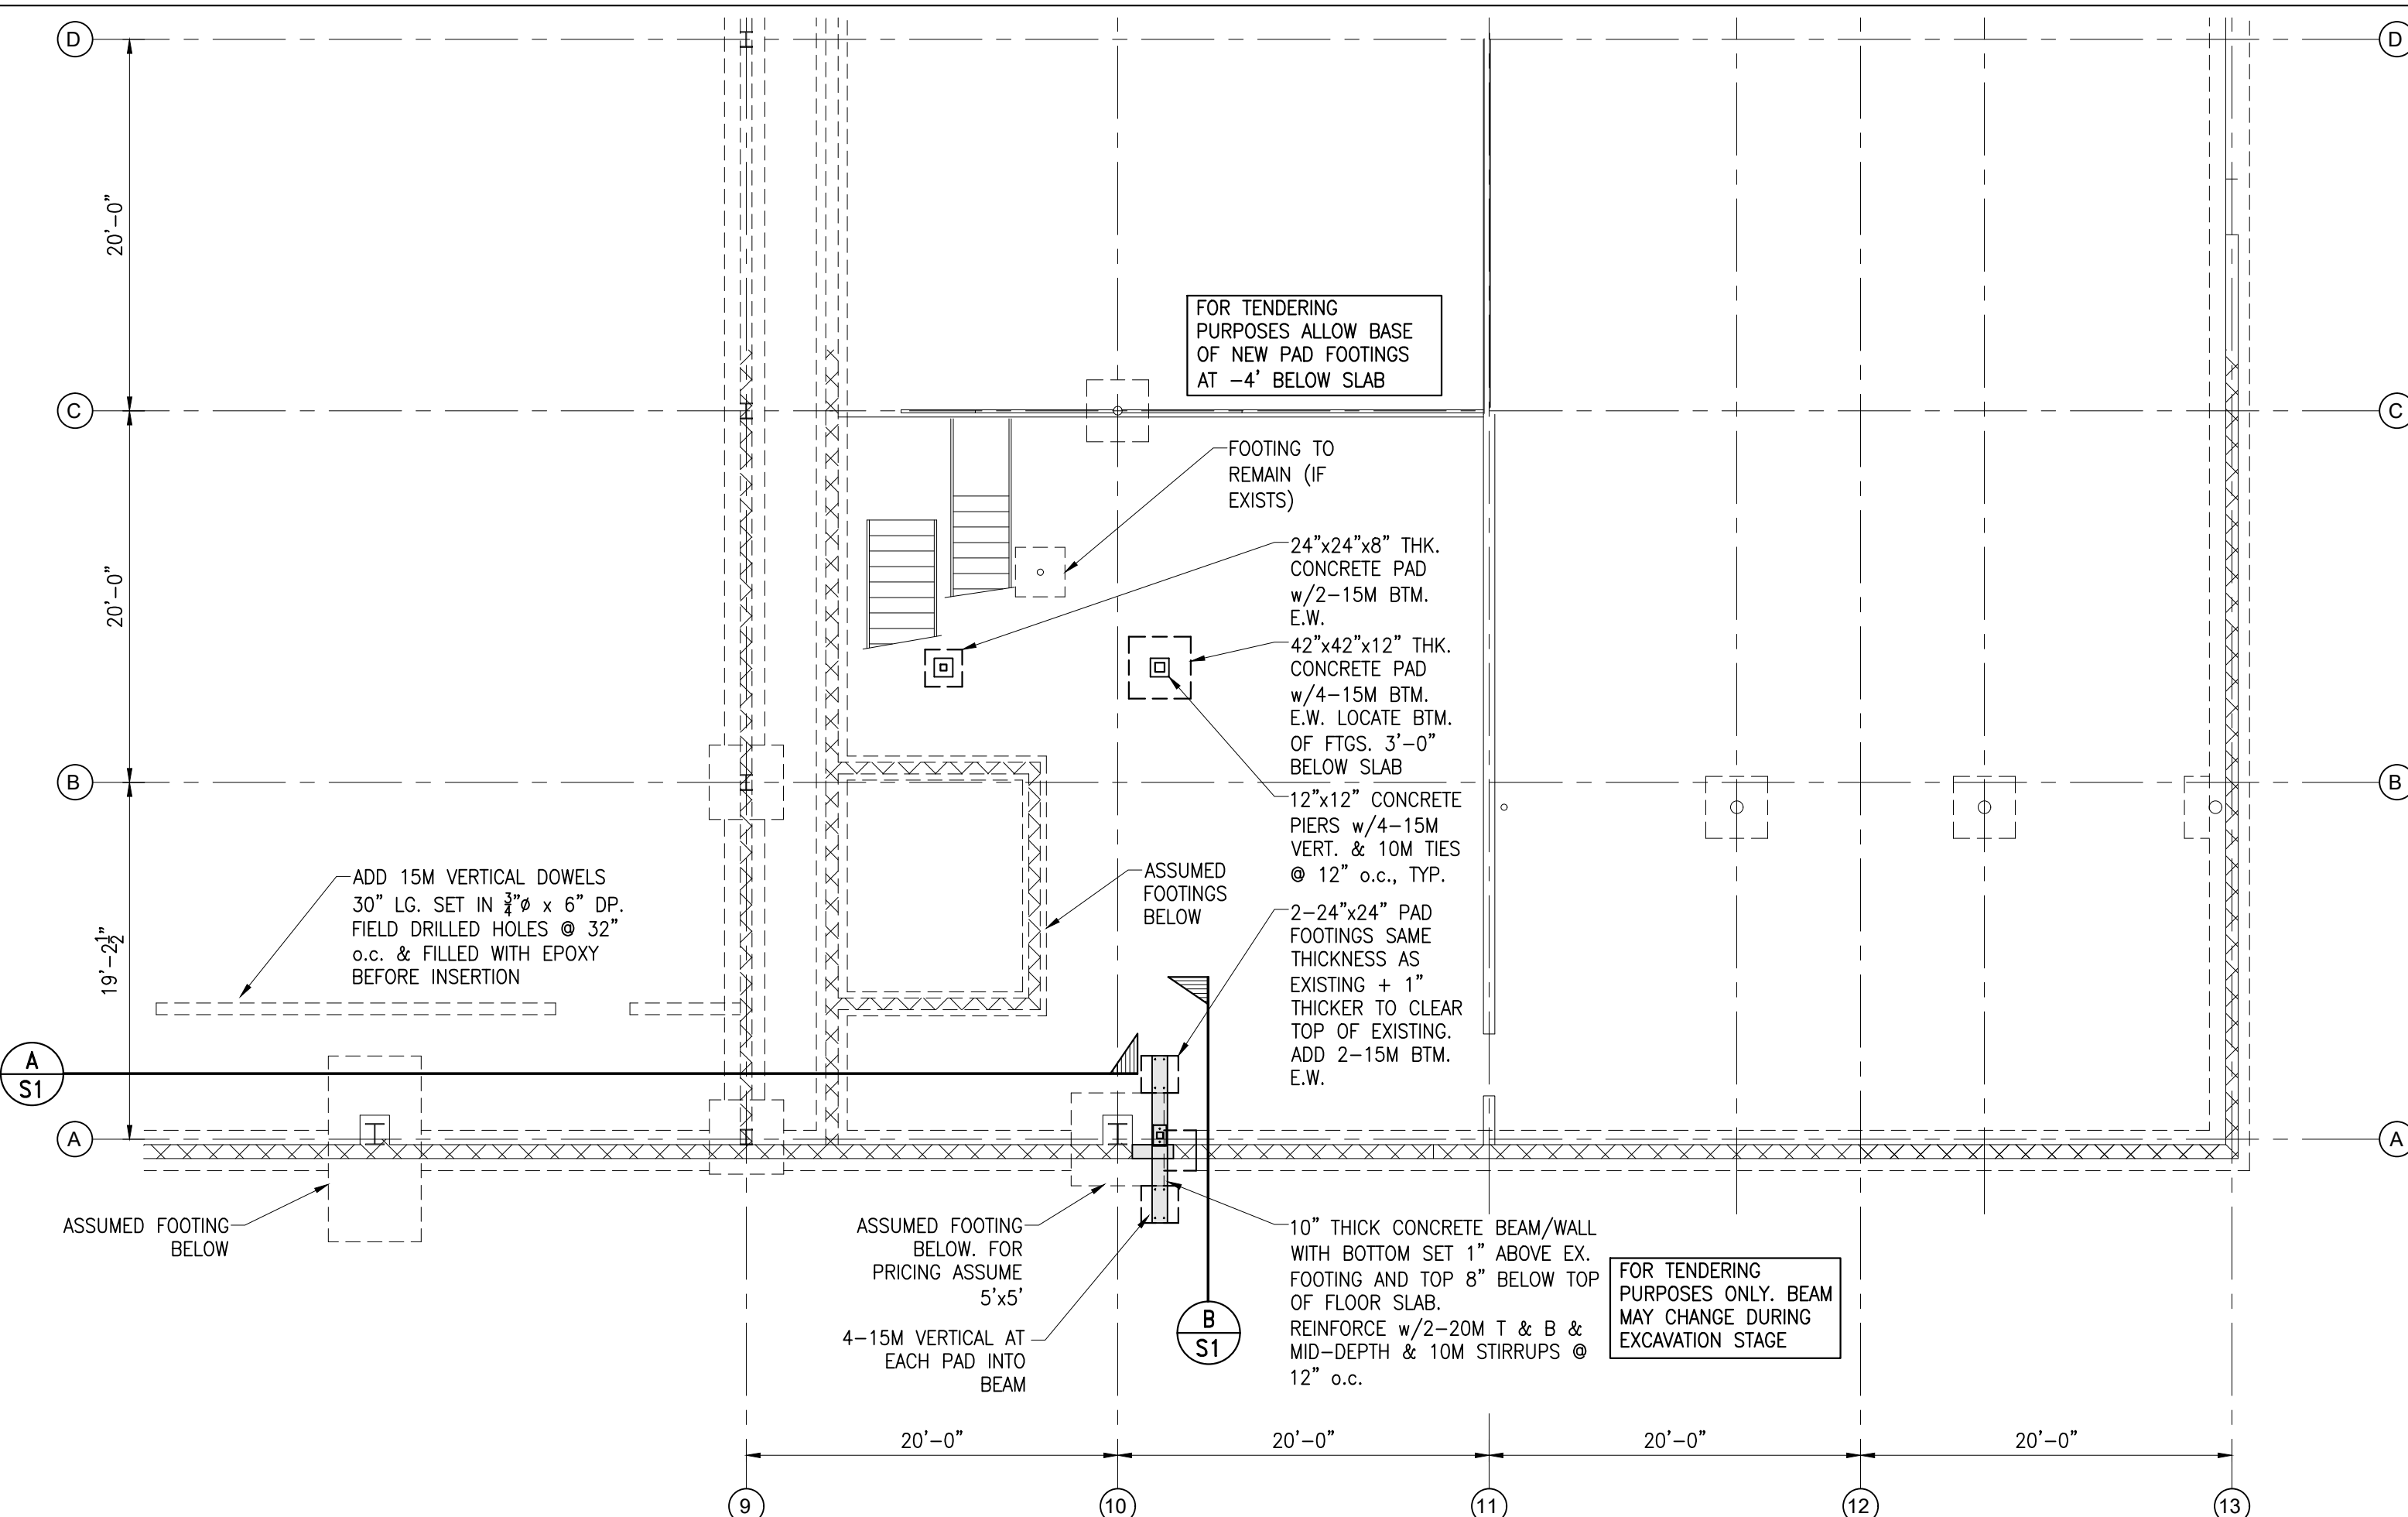 D
D
20'-0"
FOR TENDERING
PURPOSES ALLOW BASE
OF NEW PAD FOOTINGS
AT -4' BELOW SLAB
C
C
FOOTING TO
REMAIN (IF
EXISTS)
20'-0"
24"x24"x8" THK.
CONCRETE PAD
w/2-15M BTM.
E.W.
42"x42"x12" THK.
CONCRETE PAD
w/4-15M BTM.
E.W. LOCATE BTM.
OF FTGS. 3'-0"
BELOW SLAB
B
B
12"x12" CONCRETE
PIERS w/4-15M
VERT. & 10M TIES
@ 12" o.c., TYP.
ADD 15M VERTICAL DOWELS
30" LG. SET IN 3/4"ø x 6" DP.
FIELD DRILLED HOLES @ 32"
o.c. & FILLED WITH EPOXY
BEFORE INSERTION
ASSUMED
FOOTINGS
BELOW
19'-2 1/2"
2-24"x24" PAD
FOOTINGS SAME
THICKNESS AS
EXISTING + 1"
THICKER TO CLEAR
TOP OF EXISTING.
ADD 2-15M BTM.
E.W.
A
S1
A
A
ASSUMED FOOTING
BELOW
ASSUMED FOOTING
BELOW. FOR
PRICING ASSUME
5'x5'
4-15M VERTICAL AT
EACH PAD INTO
BEAM
B
S1
10" THICK CONCRETE BEAM/WALL
WITH BOTTOM SET 1" ABOVE EX.
FOOTING AND TOP 8" BELOW TOP
OF FLOOR SLAB.
REINFORCE w/2-20M T & B &
MID-DEPTH & 10M STIRRUPS @
12" o.c.
FOR TENDERING
PURPOSES ONLY. BEAM
MAY CHANGE DURING
EXCAVATION STAGE
20'-0"
20'-0"
20'-0"
20'-0"
9
10
11
12
13